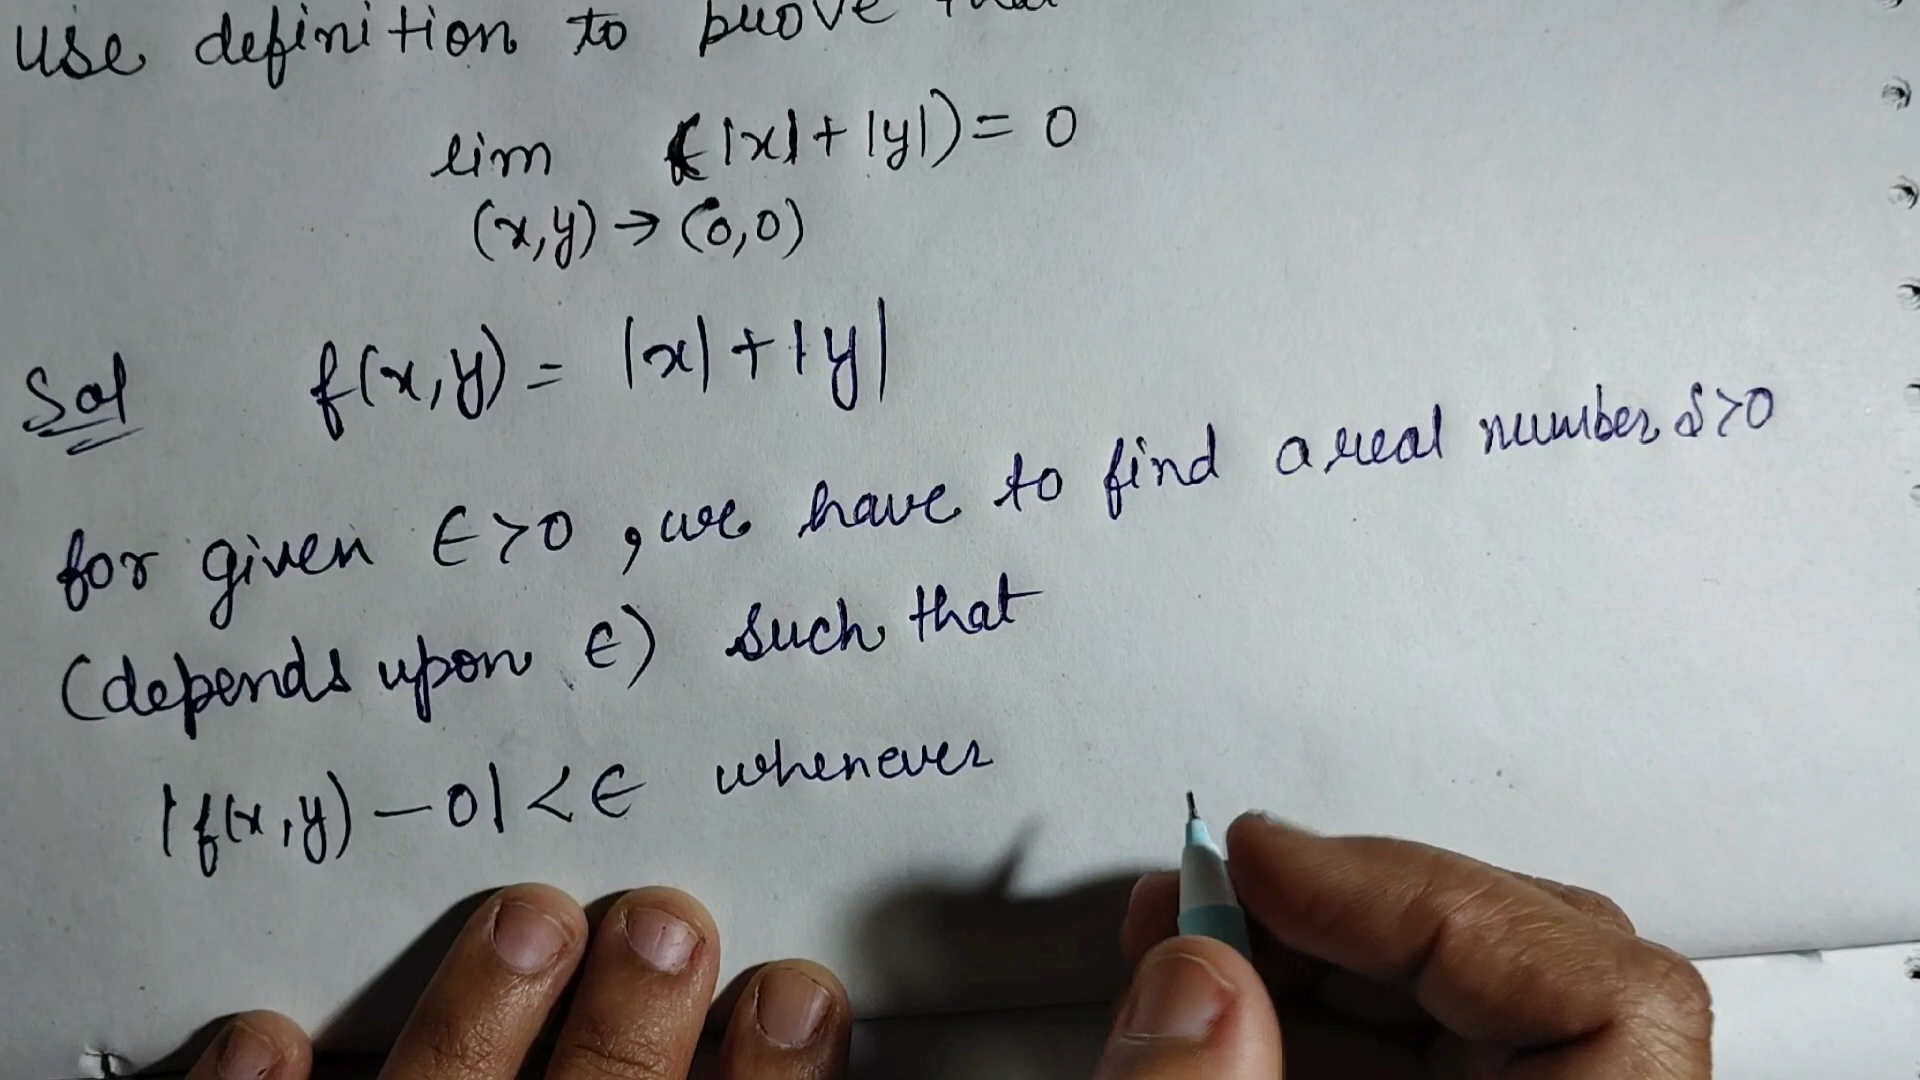 use definition to prove that
lim (|x|+|y|) = 0
(x,y)→(0,0)
Sol f(x,y) = |x|+|y|
for given ϵ>0, we have to find a real number δ>0
(depends upon ϵ) such that
|f(x,y)-0|<ϵ whenever